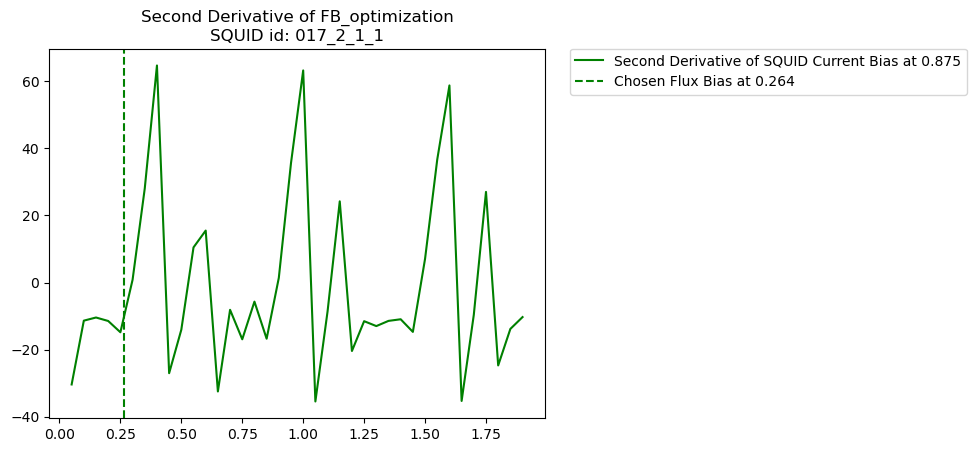 Second Derivative of FB_optimization
SQUID id: 017_2_1_1
Second Derivative of SQUID Current Bias at 0.875
Chosen Flux Bias at 0.264
60
40
20
0
−20
−40
0.00 0.25 0.50 0.75 1.00 1.25 1.50 1.75